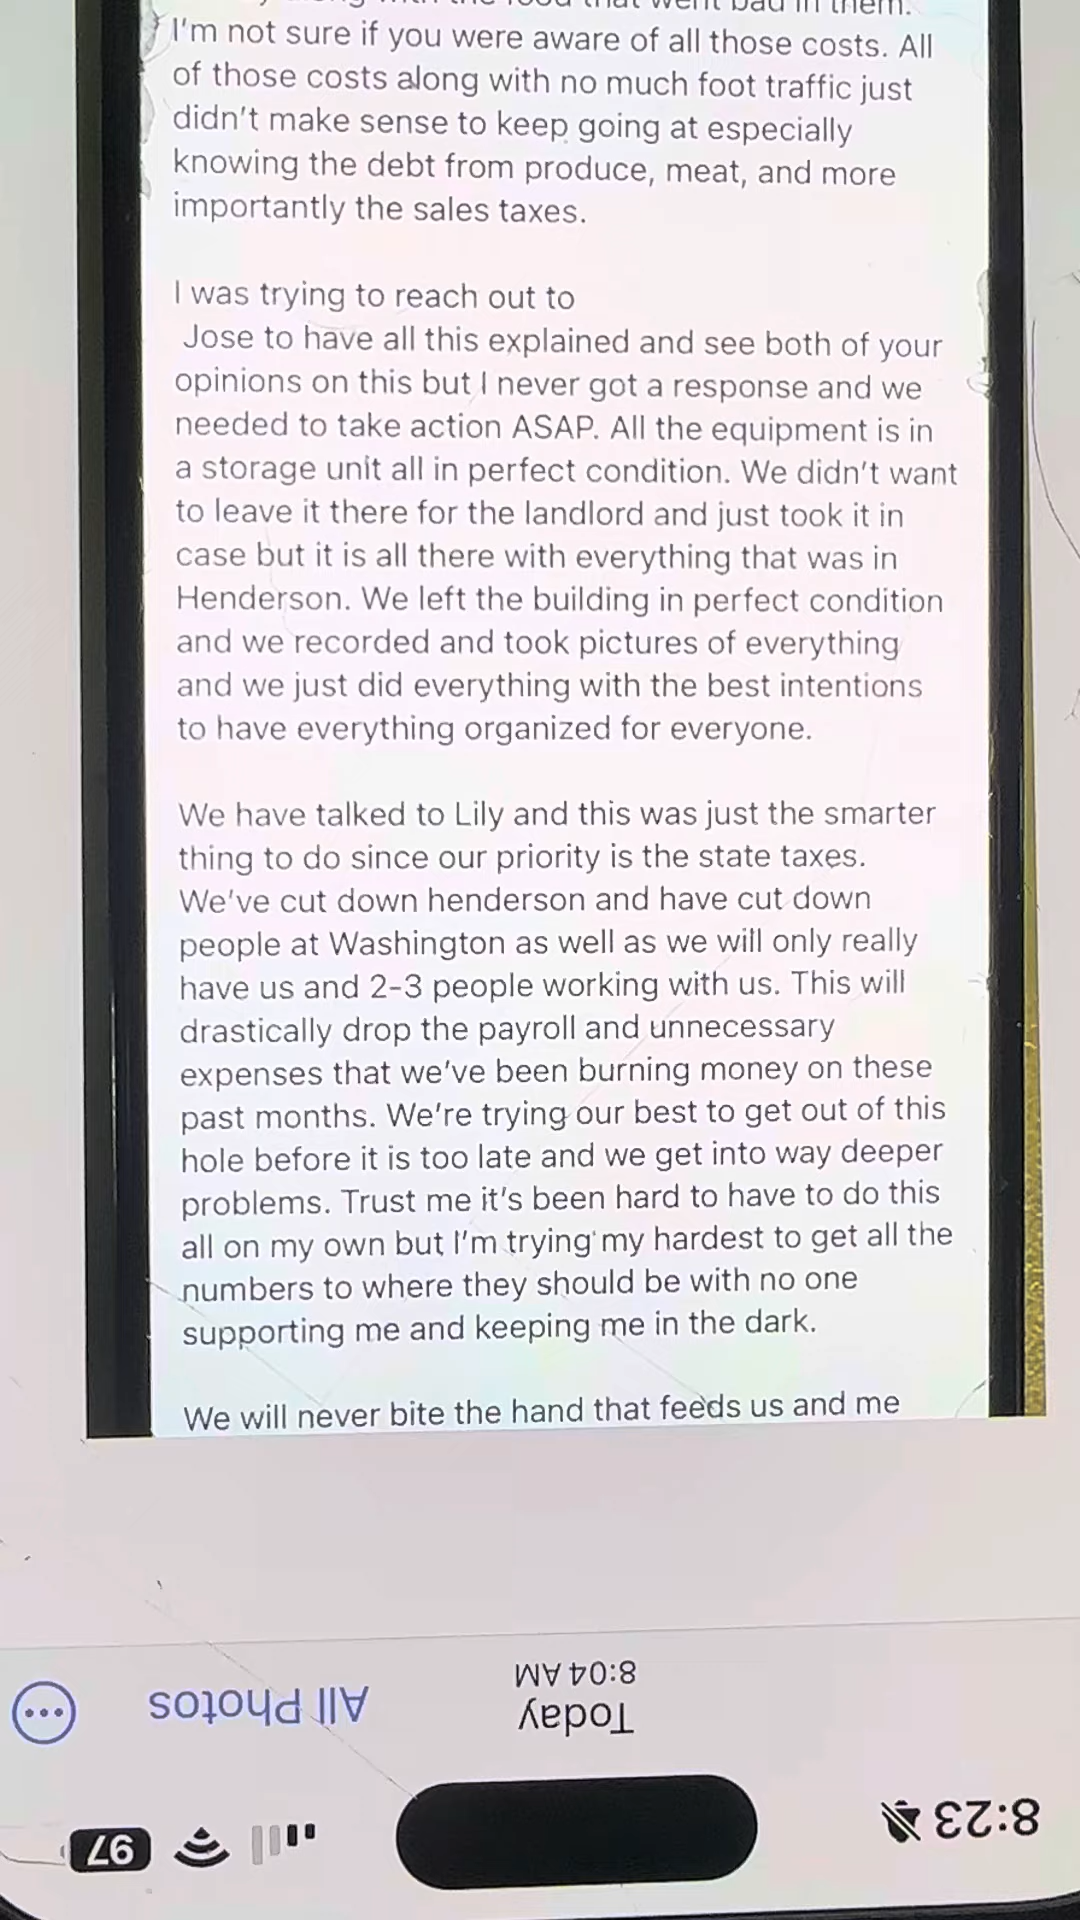 I'm not sure if you were aware of all those costs. All
of those costs along with no much foot traffic just
didn't make sense to keep going at especially
knowing the debt from produce, meat, and more
importantly the sales taxes.
I was trying to reach out to
Jose to have all this explained and see both of your
opinions on this but I never got a response and we
needed to take action ASAP. All the equipment is in
a storage unit all in perfect condition. We didn't want
to leave it there for the landlord and just took it in
case but it is all there with everything that was in
Henderson. We left the building in perfect condition
and we recorded and took pictures of everything
and we just did everything with the best intentions
to have everything organized for everyone.
We have talked to Lily and this was just the smarter
thing to do since our priority is the state taxes.
We've cut down henderson and have cut down
people at Washington as well as we will only really
have us and 2-3 people working with us. This will
drastically drop the payroll and unnecessary
expenses that we've been burning money on these
past months. We're trying our best to get out of this
hole before it is too late and we get into way deeper
problems. Trust me it's been hard to have to do this
all on my own but I'm trying my hardest to get all the
numbers to where they should be with no one
supporting me and keeping me in the dark.
We will never bite the hand that feeds us and me
8:23
97
Today
8:04 AM
All Photos